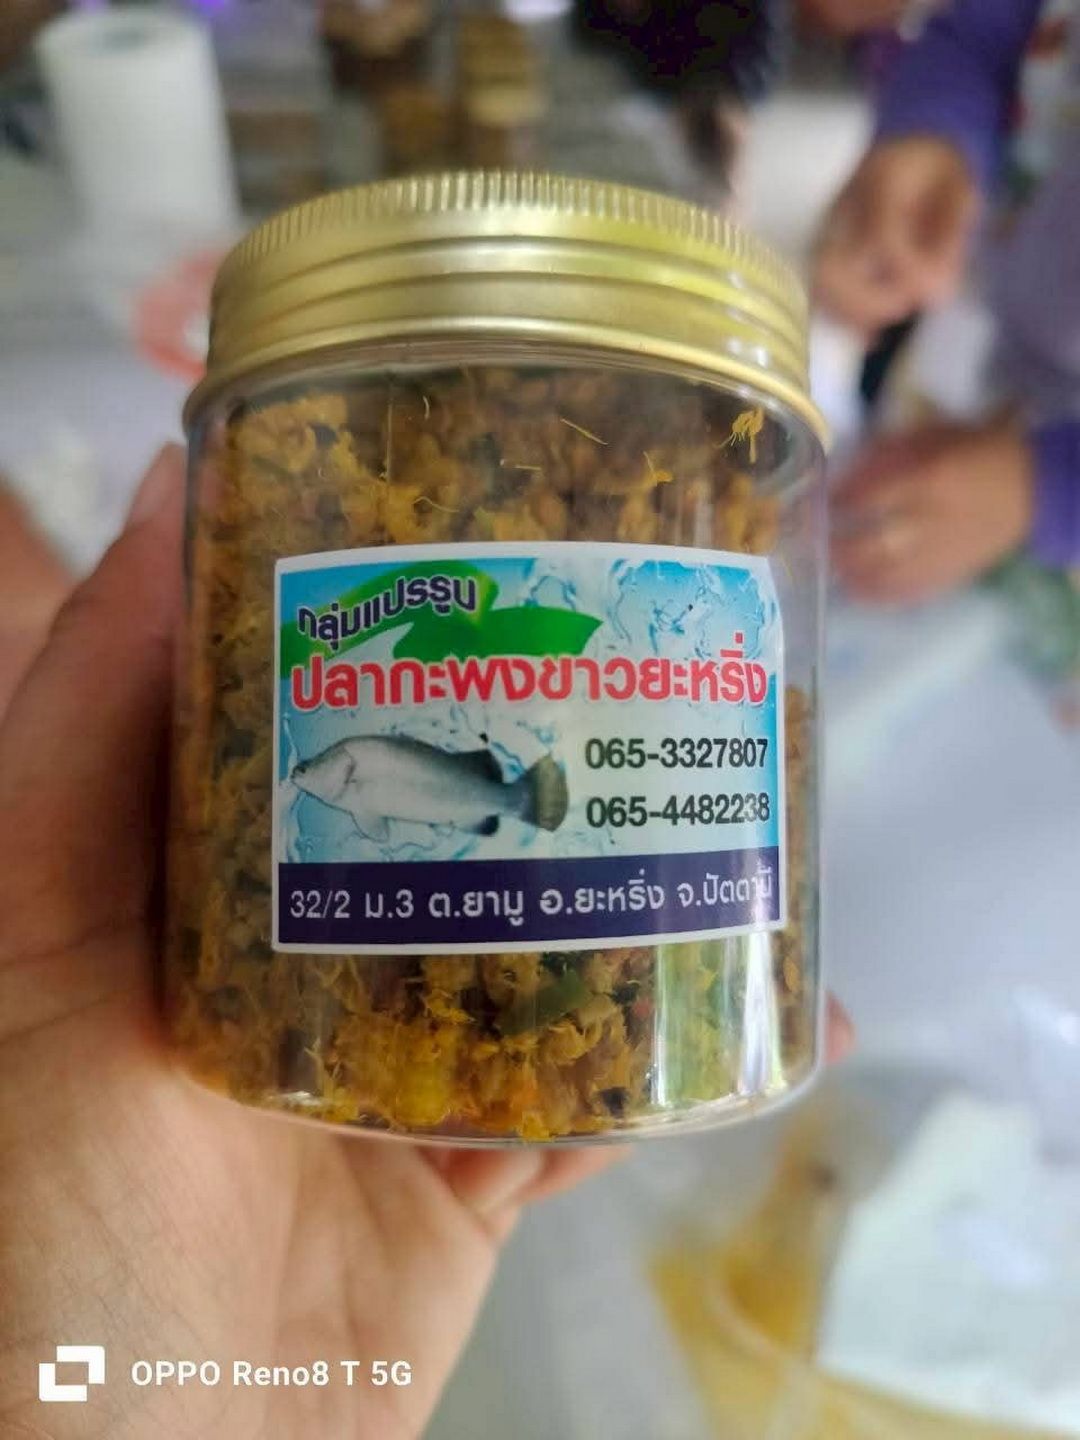 กลุ่มแปรรูป
ปลากะพงขาวยะหริ่ง
065-3327807
065-4482238
32/2 ม.3 ต.ยามู อ.ยะหริ่ง จ.ปัตตานี
OPPO Reno8 T 5G